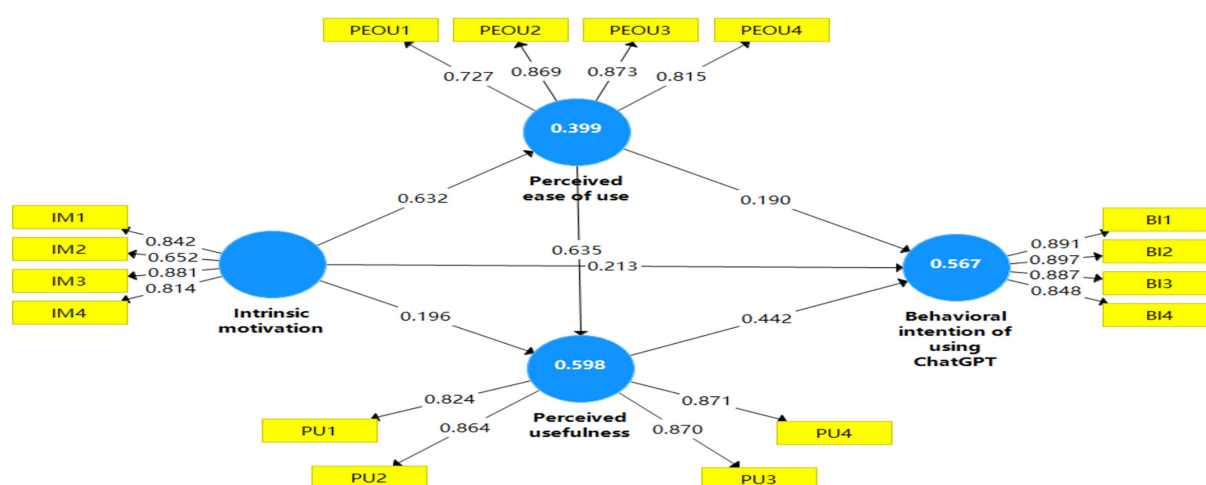 PEOU1 PEOU2 PEOU3 PEOU4
0.727 0.869 0.873 0.815
0.399
Perceived
ease of use
0.632
0.190
IM1
IM2
IM3
IM4
0.842
0.652
0.881
0.814
Intrinsic
motivation
0.635
0.213
0.196
0.442
0.567
Behavioral
intention of
using
ChatGPT
0.891
0.897
0.887
0.848
BI1
BI2
BI3
BI4
0.598
Perceived
usefulness
0.824
0.864
0.871
0.870
PU1
PU2
PU3
PU4